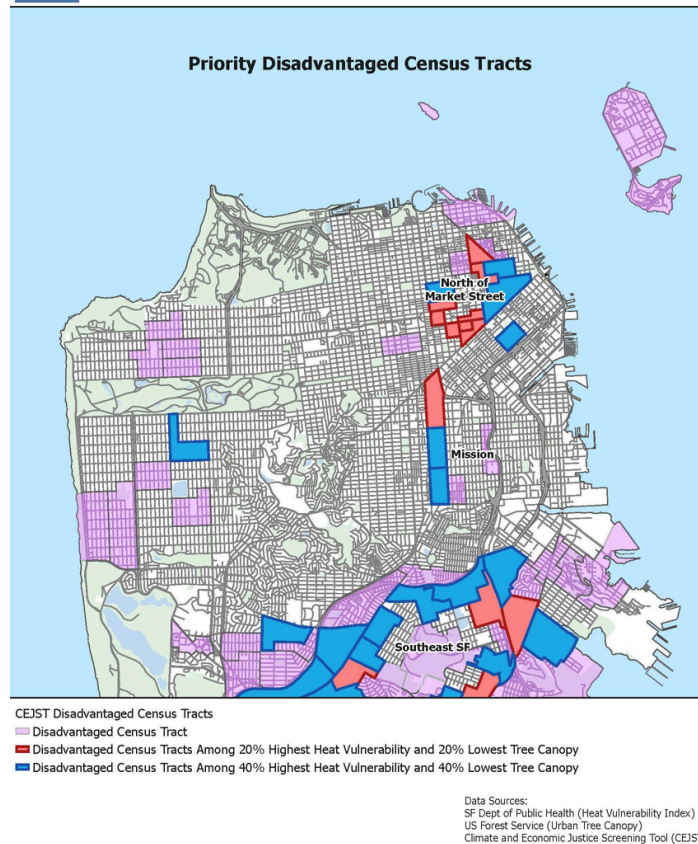 Priority Disadvantaged Census Tracts
North of
Market Street
Mission
Southeast SF
CEJST Disadvantaged Census Tracts
Disadvantaged Census Tract
Disadvantaged Census Tracts Among 20% Highest Heat Vulnerability and 20% Lowest Tree Canopy
Disadvantaged Census Tracts Among 40% Highest Heat Vulnerability and 40% Lowest Tree Canopy
Data Sources:
SF Dept of Public Health (Heat Vulnerability Index)
US Forest Service (Urban Tree Canopy)
Climate and Economic Justice Screening Tool (CEJST